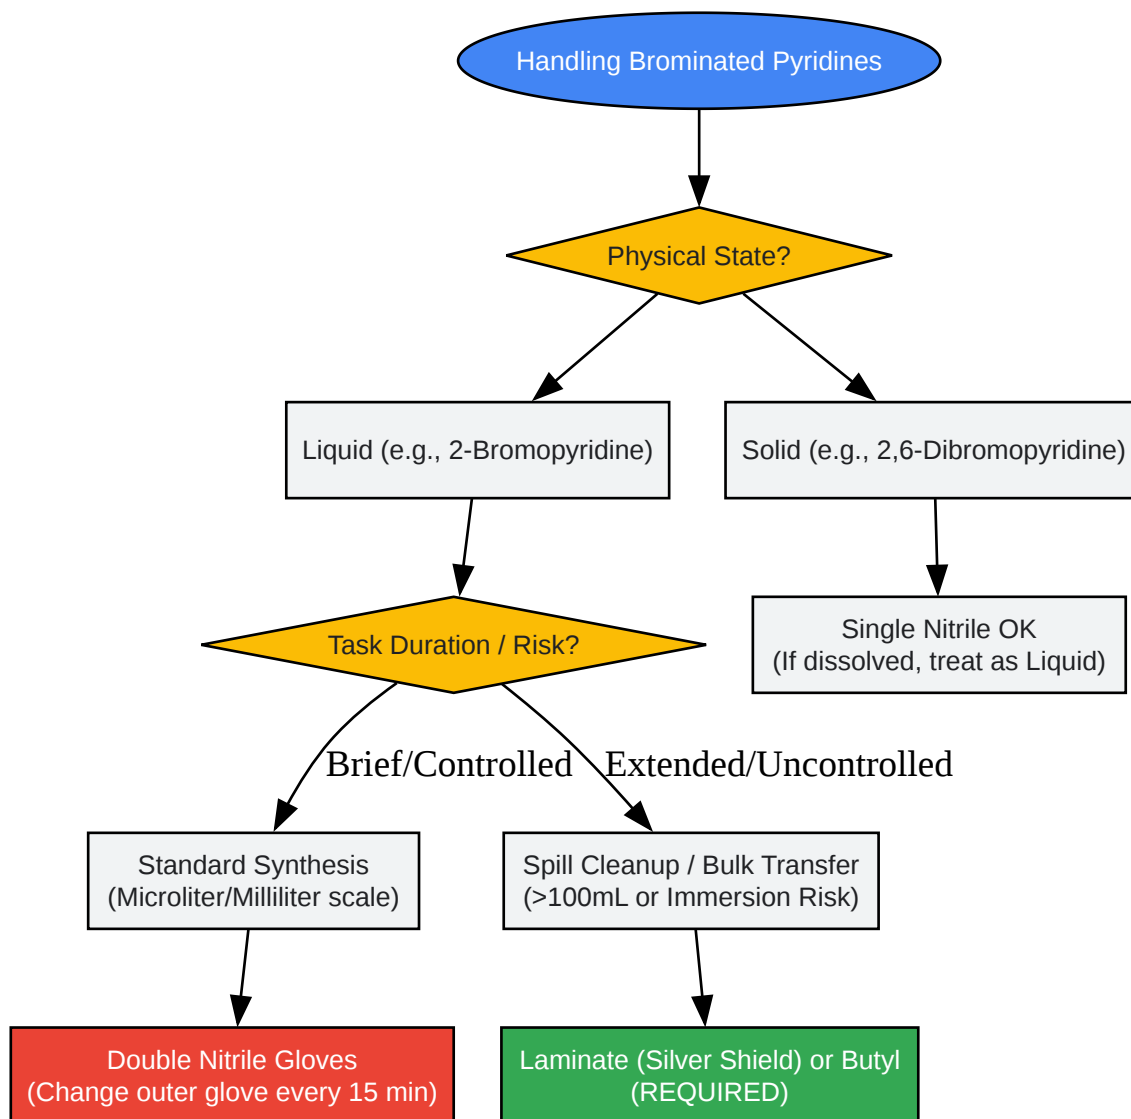 Handling Brominated Pyridines
Physical State?
Liquid (e.g., 2-Bromopyridine)
Solid (e.g., 2,6-Dibromopyridine)
Task Duration / Risk?
Single Nitrile OK
(If dissolved, treat as Liquid)
Brief/Controlled
Extended/Uncontrolled
Standard Synthesis
(Microliter/Milliliter scale)
Spill Cleanup / Bulk Transfer
(>100mL or Immersion Risk)
Double Nitrile Gloves
(Change outer glove every 15 min)
Laminate (Silver Shield) or Butyl
(REQUIRED)